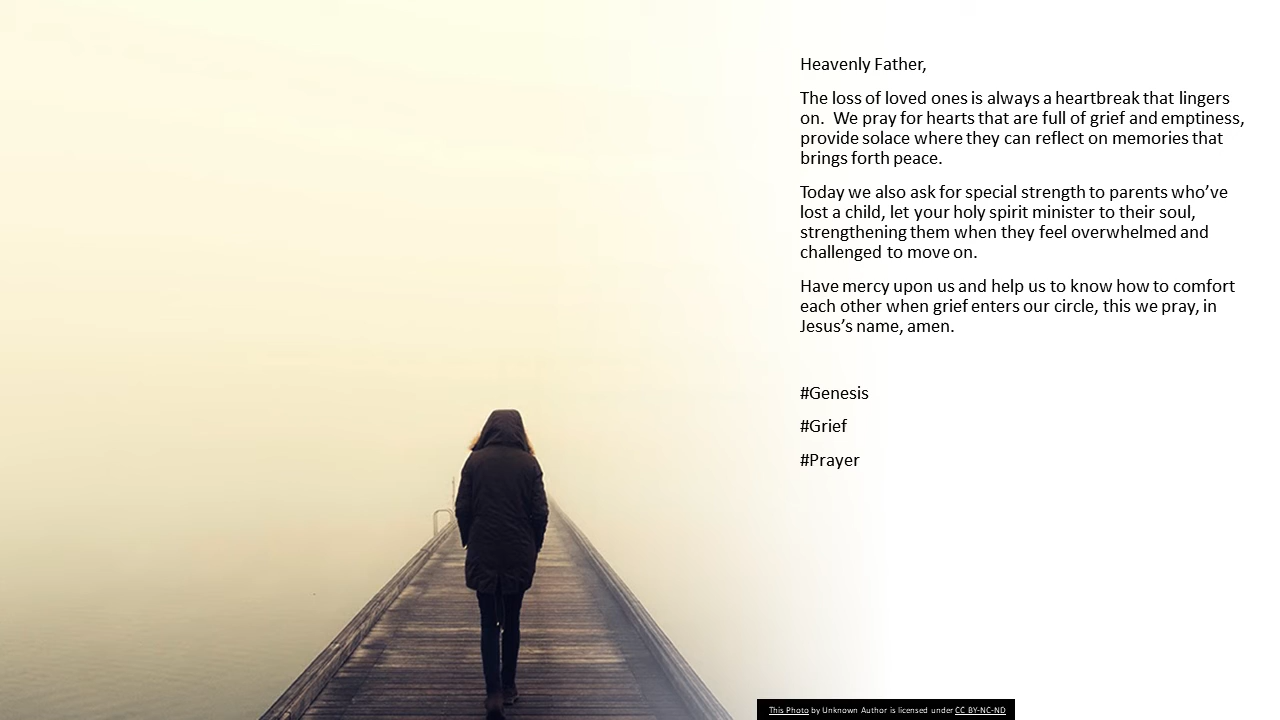 Heavenly Father,
The loss of loved ones is always a heartbreak that lingers
on.  We pray for hearts that are full of grief and emptiness,
provide solace where they can reflect on memories that
brings forth peace.
Today we also ask for special strength to parents who’ve
lost a child, let your holy spirit minister to their soul,
strengthening them when they feel overwhelmed and
challenged to move on.
Have mercy upon us and help us to know how to comfort
each other when grief enters our circle, this we pray, in
Jesus’s name, amen.
#Genesis
#Grief
#Prayer
This Photo by Unknown Author is licensed under CC BY-NC-ND